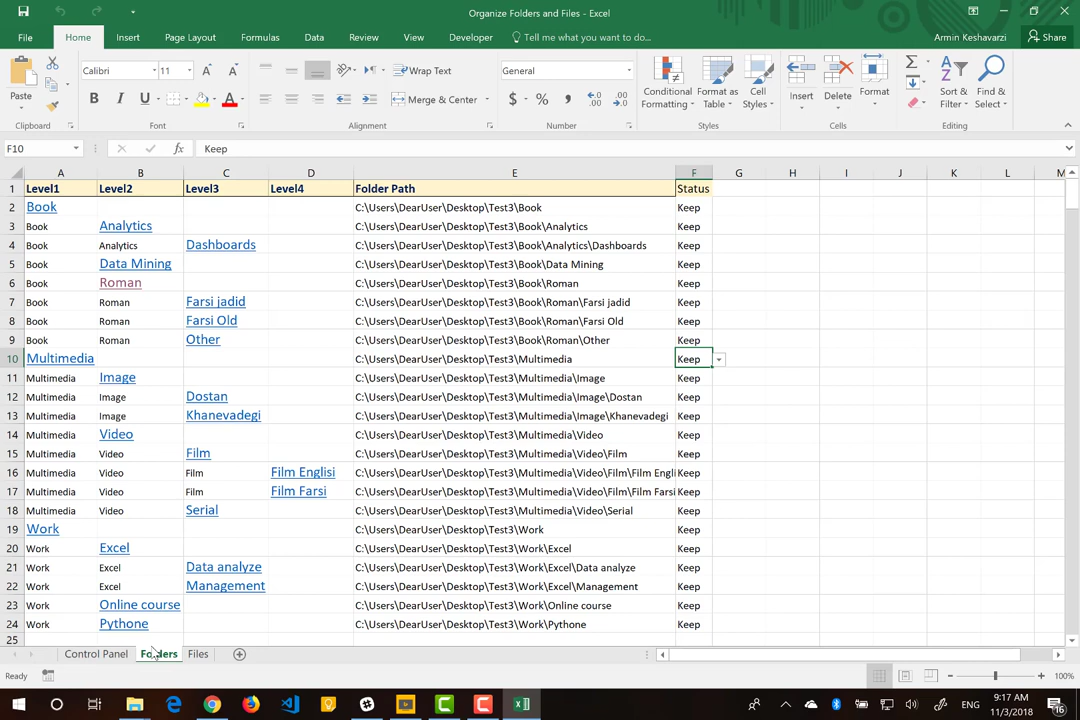 Organize Folders and Files - Excel
File Home Insert Page Layout Formulas Data Review View Developer Tell me what you want to do... Armin Keshavarzi Share
Paste Calibri 11 A A B I U A Wrap Text Merge & Center General $ % , .00 Conditional Formatting Format as Table Cell Styles Insert Delete Format Sort & Filter Find & Select
Clipboard Font Alignment Number Styles Cells Editing
F10 fx Keep
A B C D E F G H I J K L M
1 Level1 Level2 Level3 Level4 Folder Path Status
2 Book C:\Users\DearUser\Desktop\Test3\Book Keep
3 Book Analytics C:\Users\DearUser\Desktop\Test3\Book\Analytics Keep
4 Book Analytics Dashboards C:\Users\DearUser\Desktop\Test3\Book\Analytics\Dashboards Keep
5 Book Data Mining C:\Users\DearUser\Desktop\Test3\Book\Data Mining Keep
6 Book Roman C:\Users\DearUser\Desktop\Test3\Book\Roman Keep
7 Book Roman Farsi jadid C:\Users\DearUser\Desktop\Test3\Book\Roman\Farsi jadid Keep
8 Book Roman Farsi Old C:\Users\DearUser\Desktop\Test3\Book\Roman\Farsi Old Keep
9 Book Roman Other C:\Users\DearUser\Desktop\Test3\Book\Roman\Other Keep
10 Multimedia C:\Users\DearUser\Desktop\Test3\Multimedia Keep
11 Multimedia Image C:\Users\DearUser\Desktop\Test3\Multimedia\Image Keep
12 Multimedia Image Dostan C:\Users\DearUser\Desktop\Test3\Multimedia\Image\Dostan Keep
13 Multimedia Image Khanevadegi C:\Users\DearUser\Desktop\Test3\Multimedia\Image\Khanevadegi Keep
14 Multimedia Video C:\Users\DearUser\Desktop\Test3\Multimedia\Video Keep
15 Multimedia Video Film C:\Users\DearUser\Desktop\Test3\Multimedia\Video\Film Keep
16 Multimedia Video Film Film Englisi C:\Users\DearUser\Desktop\Test3\Multimedia\Video\Film\Film Engli Keep
17 Multimedia Video Film Film Farsi C:\Users\DearUser\Desktop\Test3\Multimedia\Video\Film\Film Farsi Keep
18 Multimedia Video Serial C:\Users\DearUser\Desktop\Test3\Multimedia\Video\Serial Keep
19 Work C:\Users\DearUser\Desktop\Test3\Work Keep
20 Work Excel C:\Users\DearUser\Desktop\Test3\Work\Excel Keep
21 Work Excel Data analyze C:\Users\DearUser\Desktop\Test3\Work\Excel\Data analyze Keep
22 Work Excel Management C:\Users\DearUser\Desktop\Test3\Work\Excel\Management Keep
23 Work Online course C:\Users\DearUser\Desktop\Test3\Work\Online course Keep
24 Work Pythone C:\Users\DearUser\Desktop\Test3\Work\Pythone Keep
25
Control Panel Folders Files
Ready 100%
ENG 9:17 AM 16
11/3/2018